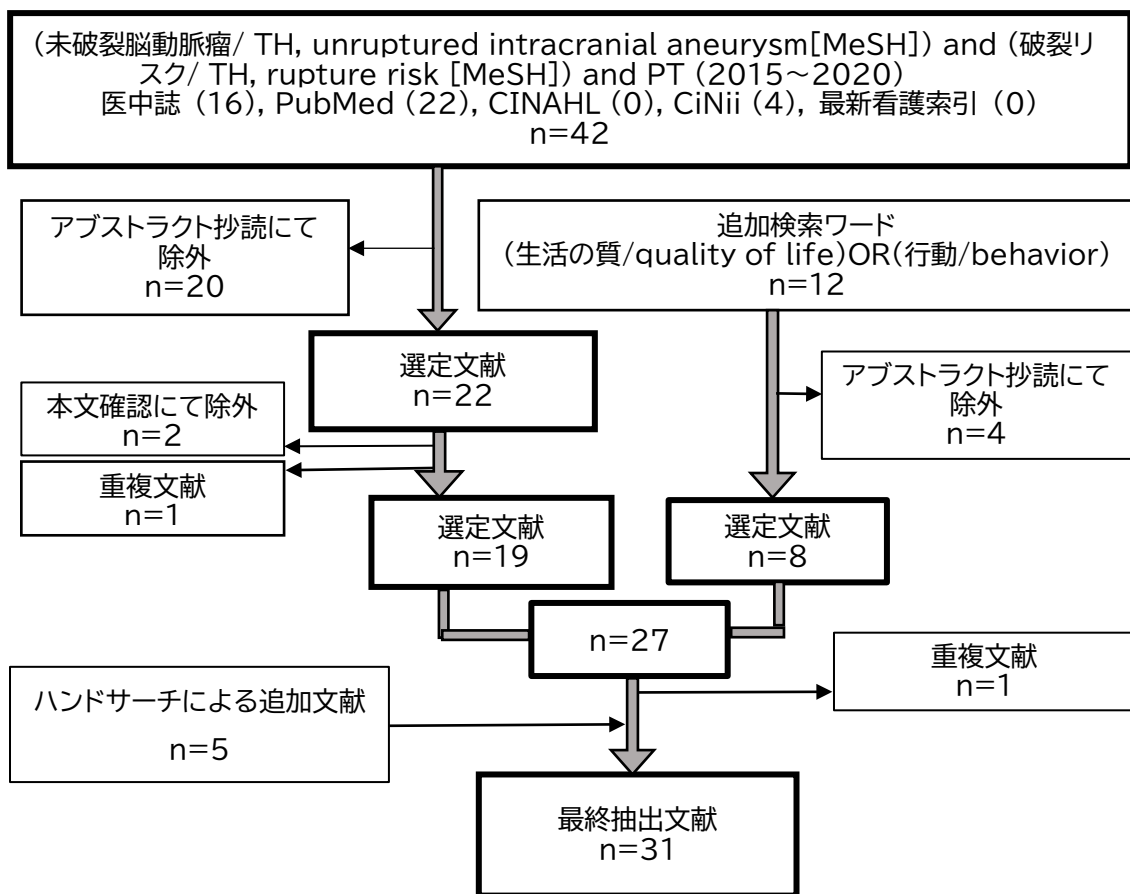 (未破裂脳動脈瘤/ TH, unruptured intracranial aneurysm[MeSH]) and (破裂リ
スク/ TH, rupture risk [MeSH]) and PT (2015～2020)
医中誌 (16), PubMed (22), CINAHL (0), CiNii (4), 最新看護索引 (0)
n=42
アブストラクト抄読にて
除外
n=20
追加検索ワード
(生活の質/quality of life)OR(行動/behavior)
n=12
選定文献
n=22
アブストラクト抄読にて
除外
n=4
本文確認にて除外
n=2
重複文献
n=1
選定文献
n=19
選定文献
n=8
n=27
重複文献
n=1
ハンドサーチによる追加文献
n=5
最終抽出文献
n=31